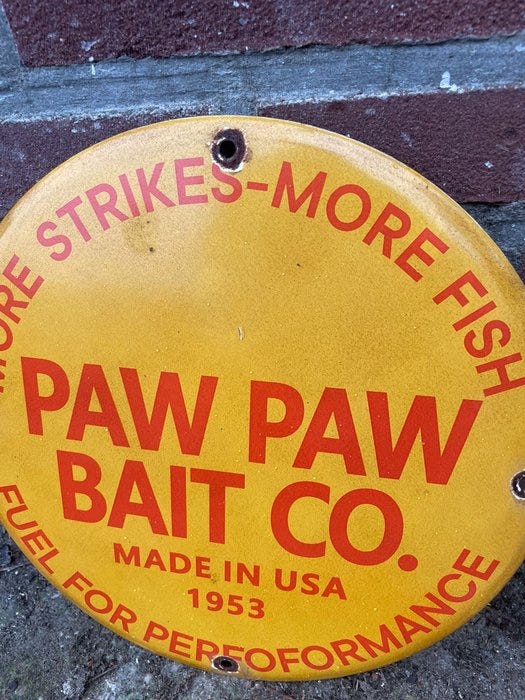 MORE STRIKES-MORE FISH
PAW PAW
BAIT CO.
MADE IN USA
1953
FUEL FOR PERFOFORMANCE